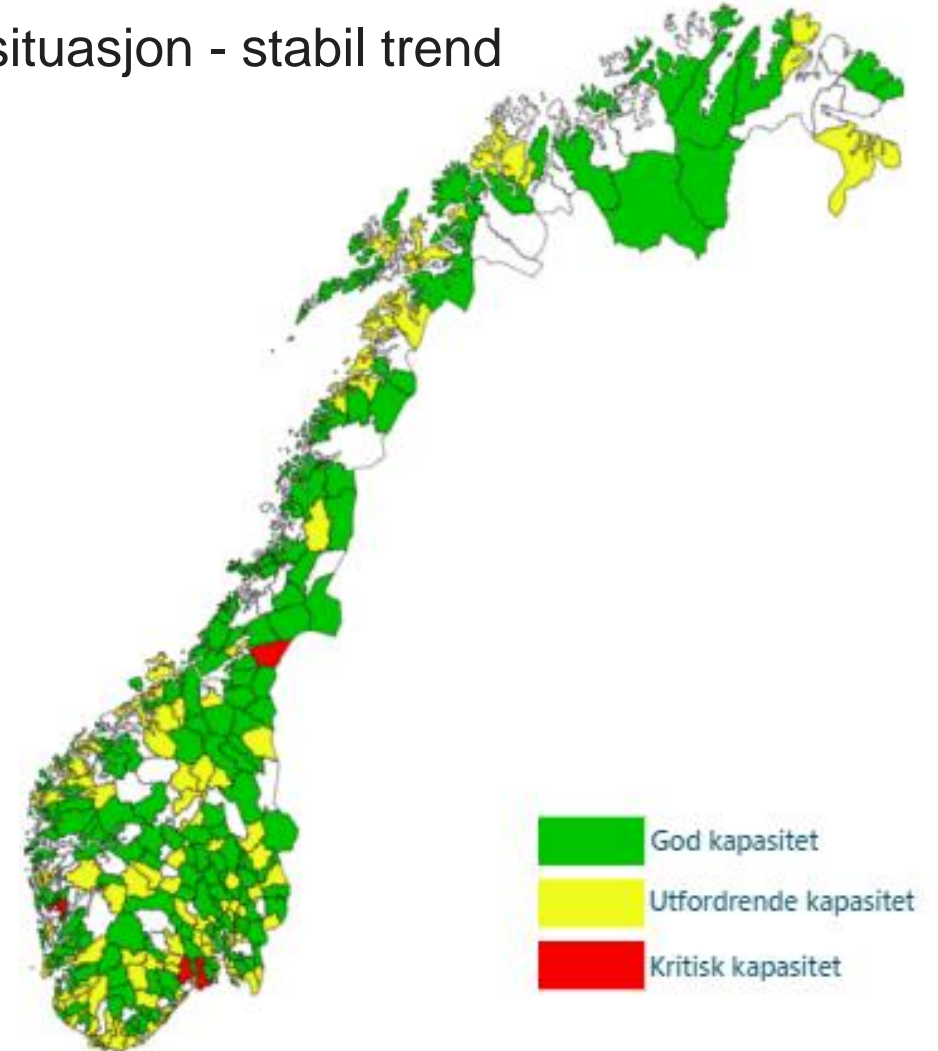 situasjon - stabil trend
God kapasitet
Utfordrende kapasitet
Kritisk kapasitet